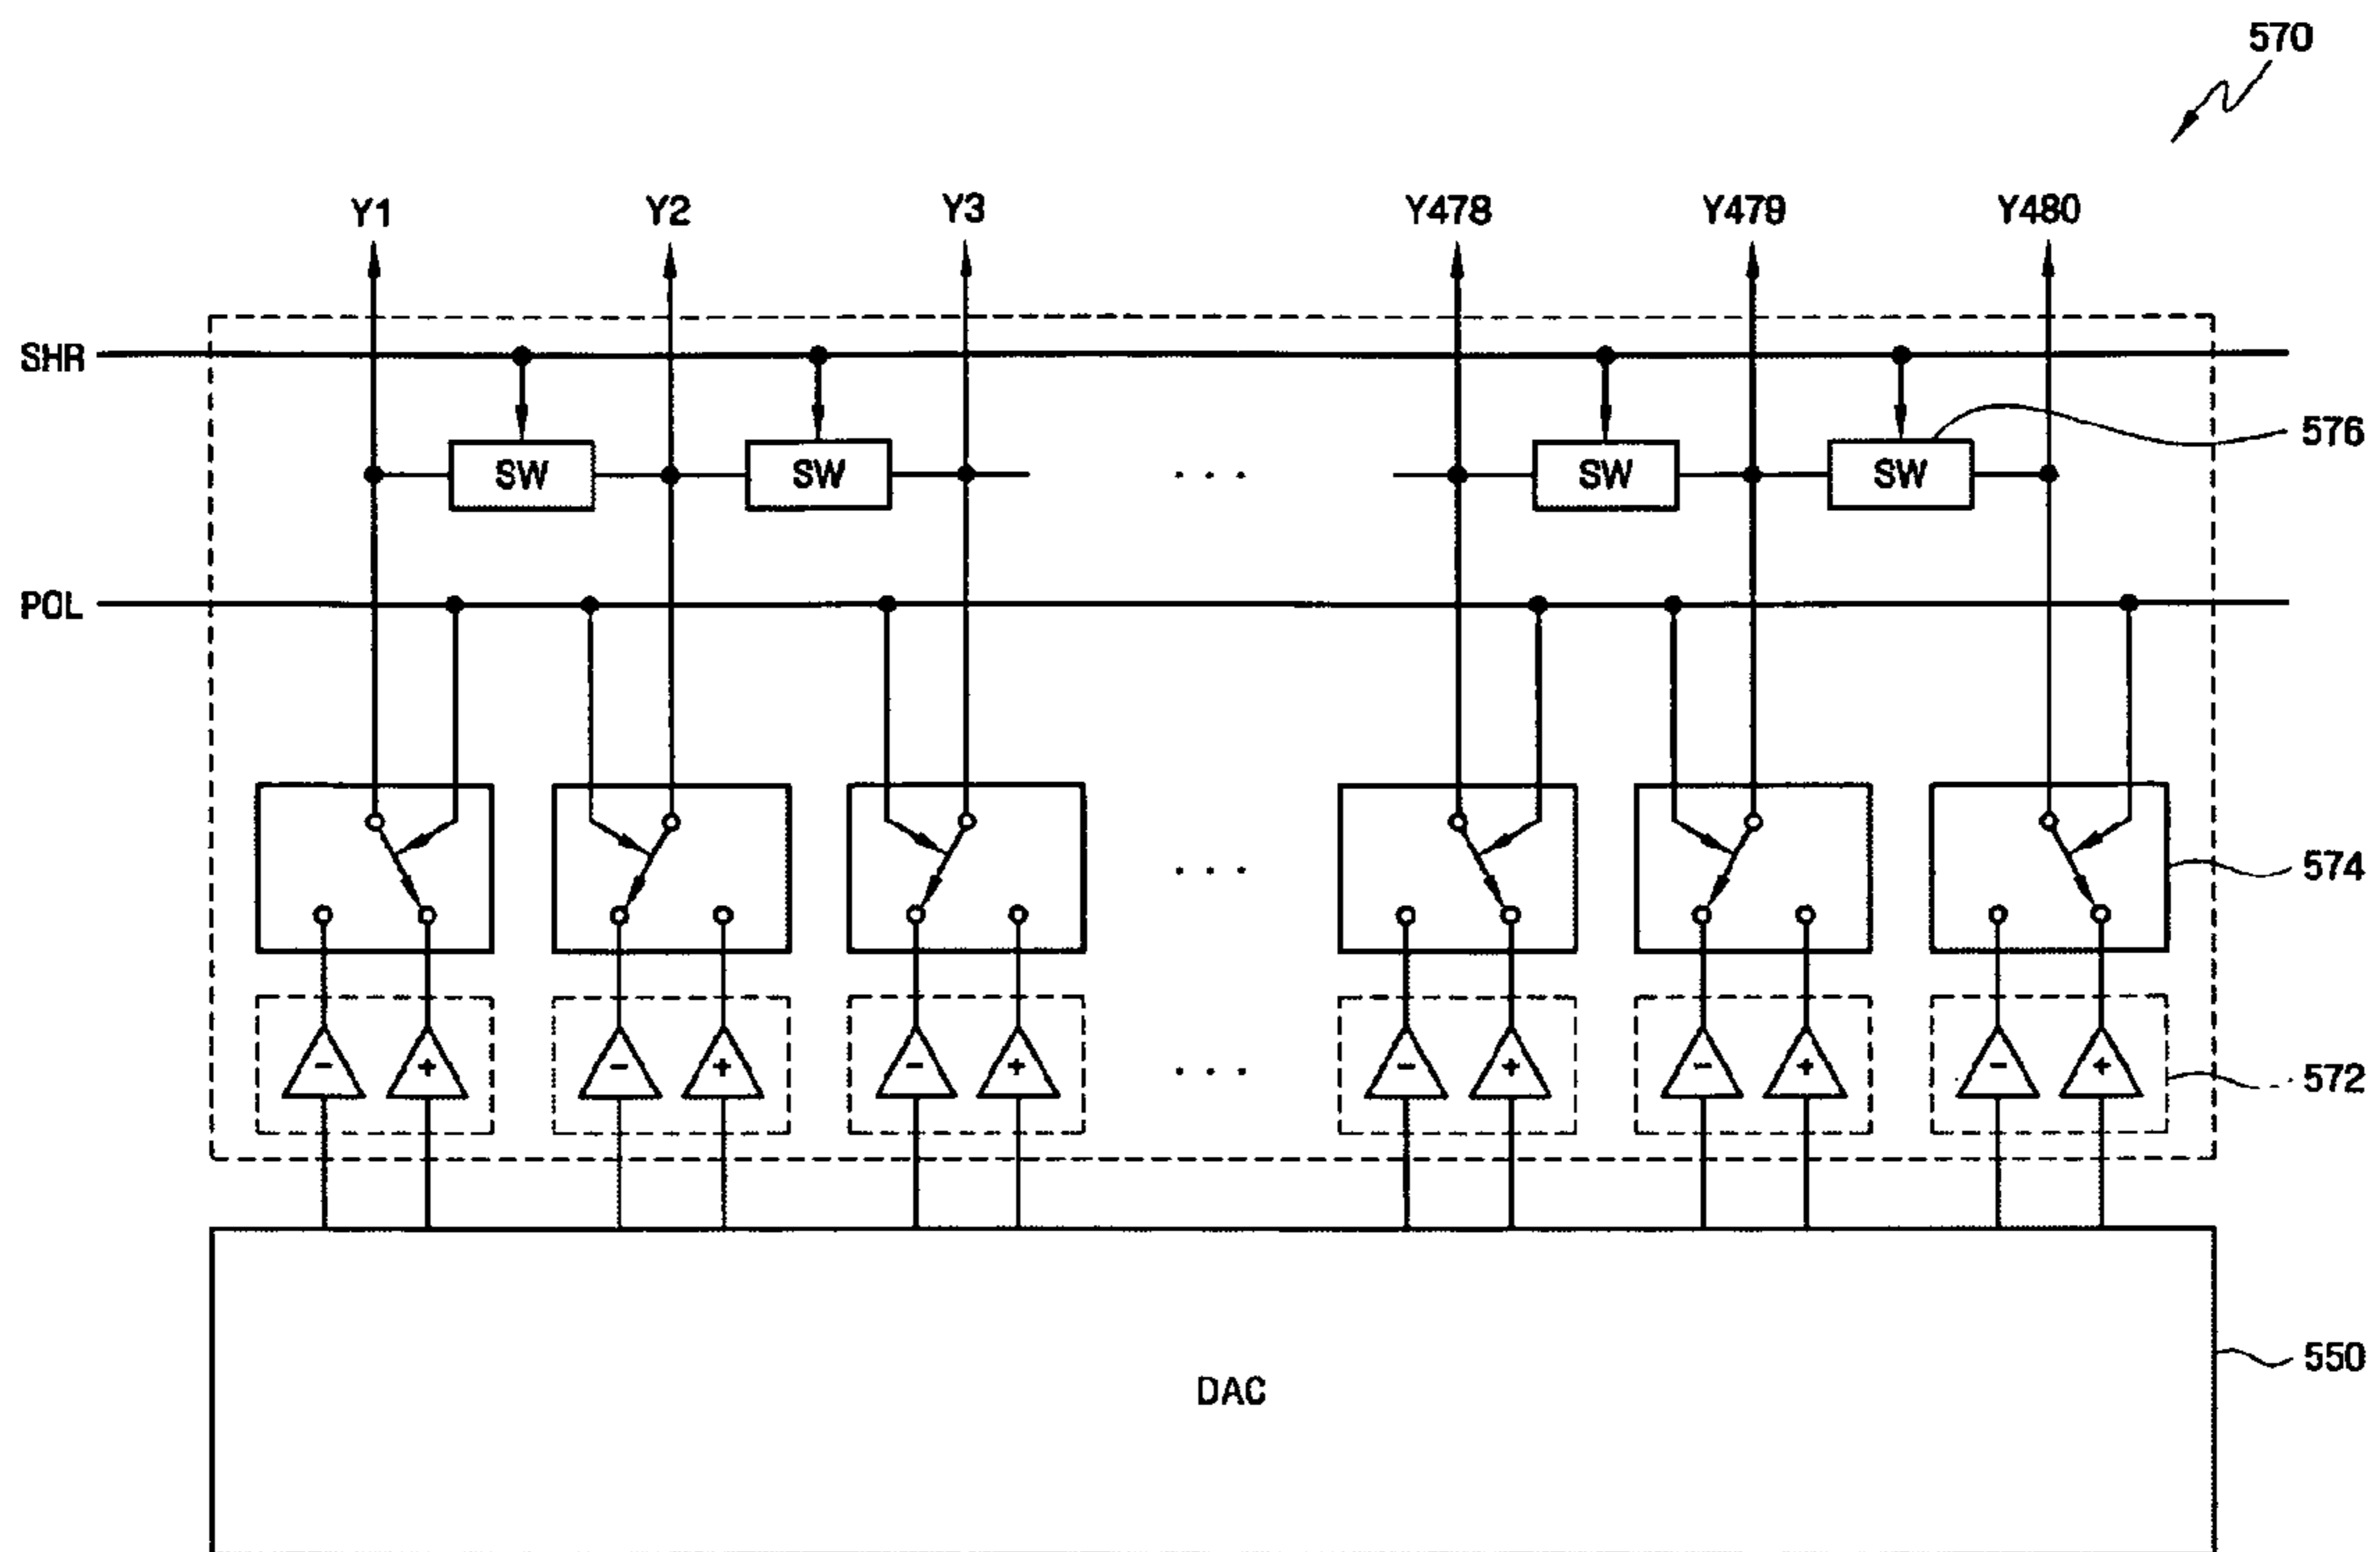 570
Y1 Y2 Y3 Y478 Y479 Y480
SHR
SW SW . . . SW SW 576
POL
. . . 574
- + - + - + . . . - + - + - + 572
550
DAC